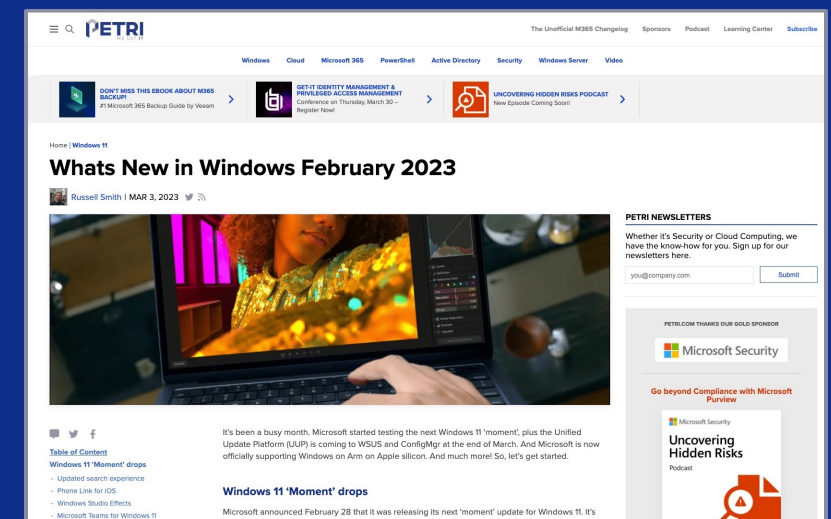 PETRI
WE GET IT
The Unofficial M365 Changelog Sponsors Podcast Learning Center Subscribe
Windows Cloud Microsoft 365 PowerShell Active Directory Security Windows Server Video
DON'T MISS THIS EBOOK ABOUT M365
BACKUP!
#1 Microsoft 365 Backup Guide by Veeam
GET-IT IDENTITY MANAGEMENT &
PRIVILEGED ACCESS MANAGEMENT
Conference on Thursday, March 30 –
Register Now!
UNCOVERING HIDDEN RISKS PODCAST
New Episode Coming Soon!
Home | Windows 11
Whats New in Windows February 2023
Russell Smith | MAR 3, 2023
PETRI NEWSLETTERS
Whether it's Security or Cloud Computing, we
have the know-how for you. Sign up for our
newsletters here.
you@company.com Submit
PETRI.COM THANKS OUR GOLD SPONSOR
Microsoft Security
Go beyond Compliance with Microsoft
Purview
Microsoft Security
Uncovering
Hidden Risks
Podcast
Table of Content
Windows 11 'Moment' drops
- Updated search experience
- Phone Link for iOS
- Windows Studio Effects
- Microsoft Teams for Windows 11
It's been a busy month. Microsoft started testing the next Windows 11 'moment', plus the Unified
Update Platform (UUP) is coming to WSUS and ConfigMgr at the end of March. And Microsoft is now
officially supporting Windows on Arm on Apple silicon. And much more! So, let's get started.
Windows 11 'Moment' drops
Microsoft announced February 28 that it was releasing its next 'moment' update for Windows 11. It's